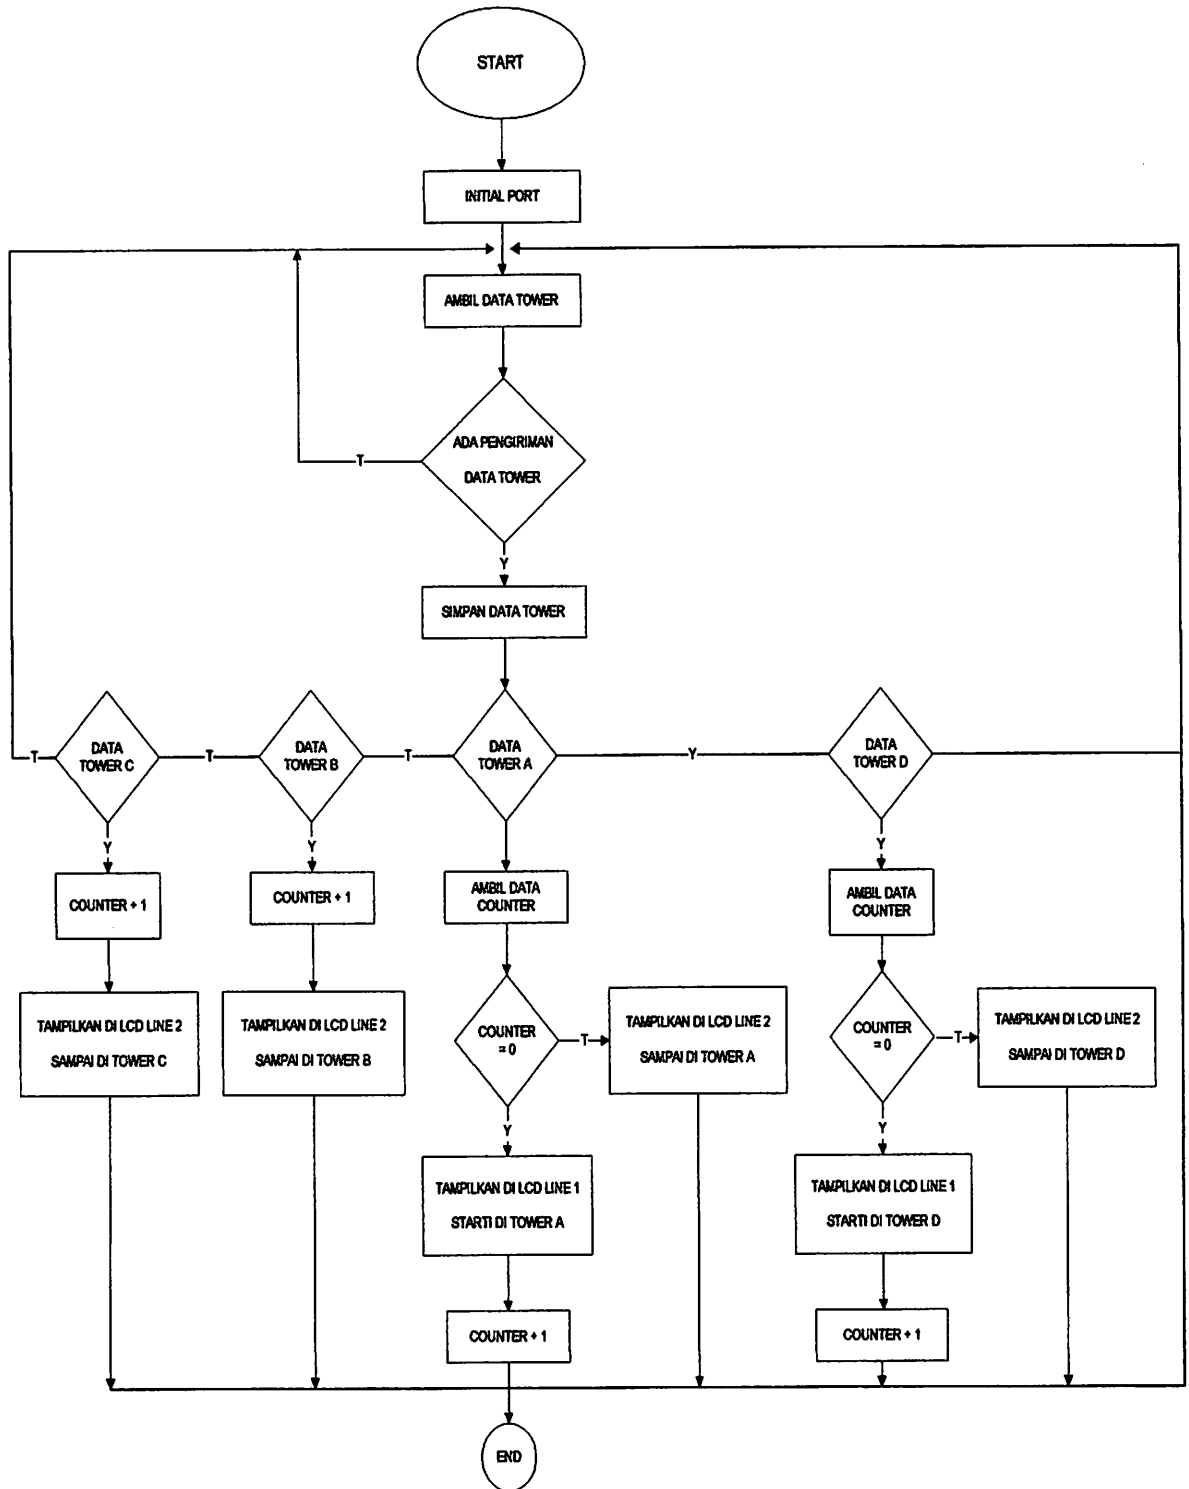 START
INITIAL PORT
AMBIL DATA TOWER
ADA PENGIRIMAN
DATA TOWER
T
Y
SIMPAN DATA TOWER
T
DATA
TOWER C
T
DATA
TOWER B
T
DATA
TOWER A
Y
DATA
TOWER D
Y
Y
Y
COUNTER + 1
COUNTER + 1
AMBIL DATA
COUNTER
AMBIL DATA
COUNTER
TAMPILKAN DI LCD LINE 2
SAMPAI DI TOWER C
TAMPILKAN DI LCD LINE 2
SAMPAI DI TOWER B
COUNTER
= 0
T
TAMPILKAN DI LCD LINE 2
SAMPAI DI TOWER A
COUNTER
= 0
T
TAMPILKAN DI LCD LINE 2
SAMPAI DI TOWER D
Y
Y
TAMPILKAN DI LCD LINE 1
STARTI DI TOWER A
TAMPILKAN DI LCD LINE 1
STARTI DI TOWER D
COUNTER + 1
COUNTER + 1
END